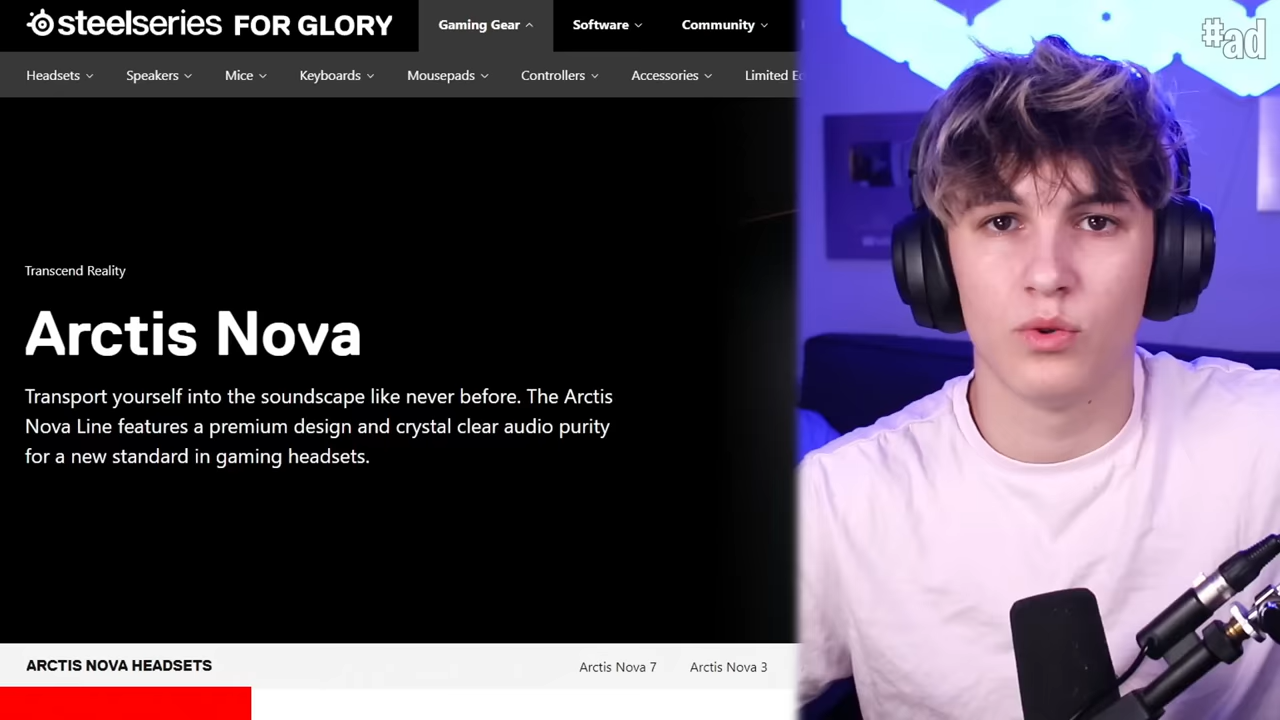 steelseries FOR GLORY
Gaming Gear
Software
Community
Headsets
Speakers
Mice
Keyboards
Mousepads
Controllers
Accessories
Limited
Transcend Reality
Arctis Nova
Transport yourself into the soundscape like never before. The Arctis
Nova Line features a premium design and crystal clear audio purity
for a new standard in gaming headsets.
ARCTIS NOVA HEADSETS
Arctis Nova 7
Arctis Nova 3
#ad